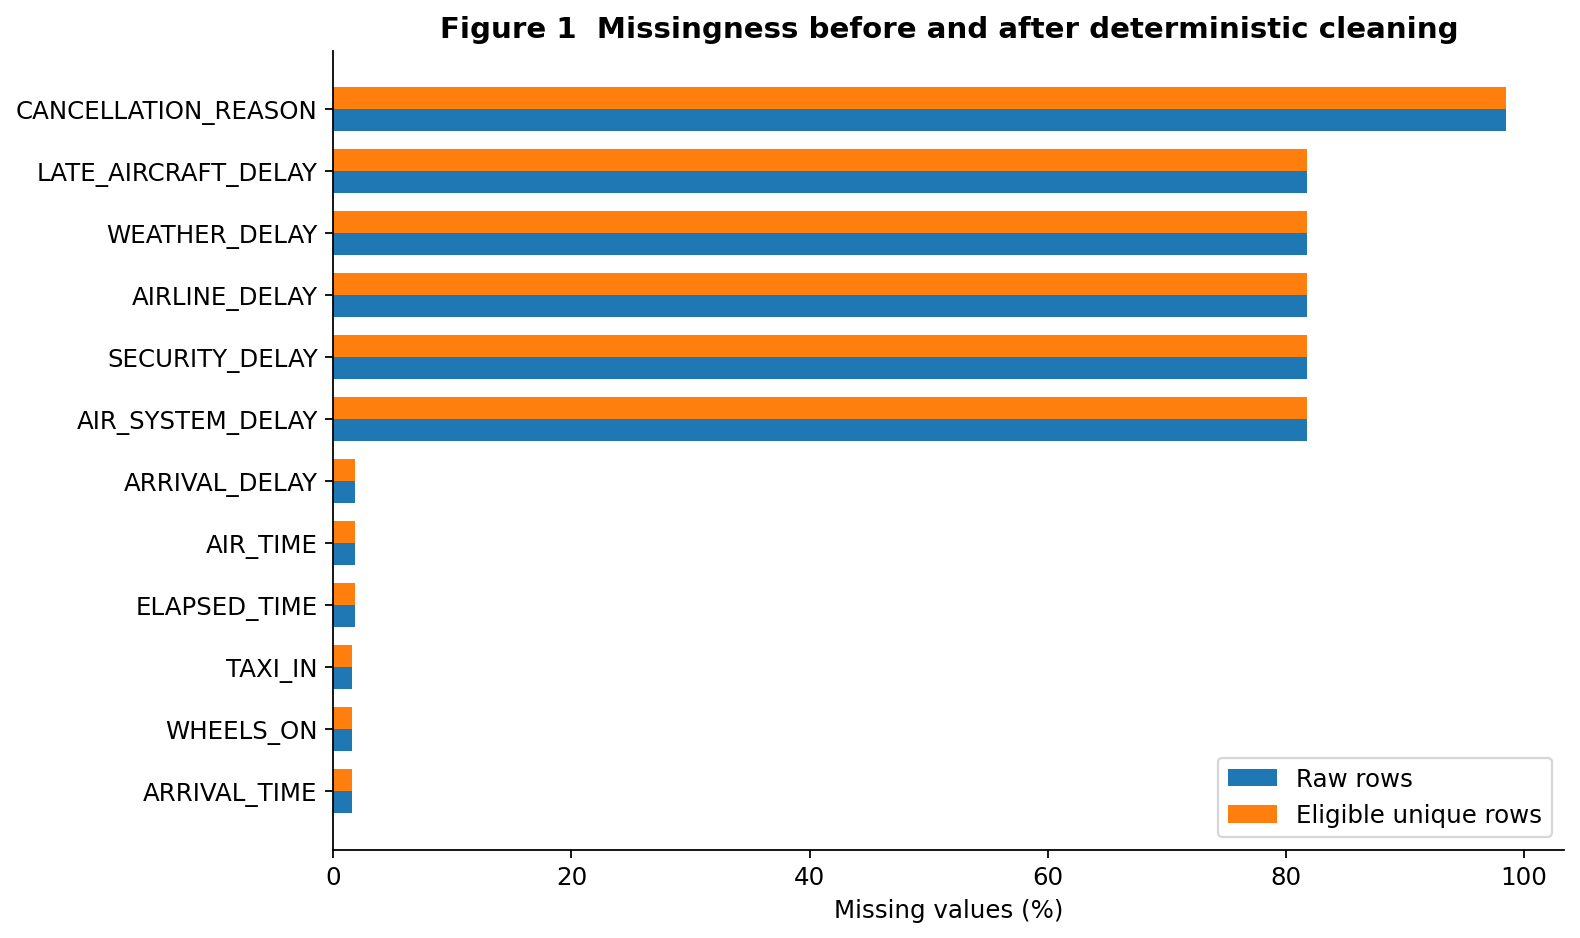 Figure 1  Missingness before and after deterministic cleaning
CANCELLATION_REASON
LATE_AIRCRAFT_DELAY
WEATHER_DELAY
AIRLINE_DELAY
SECURITY_DELAY
AIR_SYSTEM_DELAY
ARRIVAL_DELAY
AIR_TIME
ELAPSED_TIME
TAXI_IN
WHEELS_ON
ARRIVAL_TIME
Raw rows
Eligible unique rows
0 20 40 60 80 100
Missing values (%)